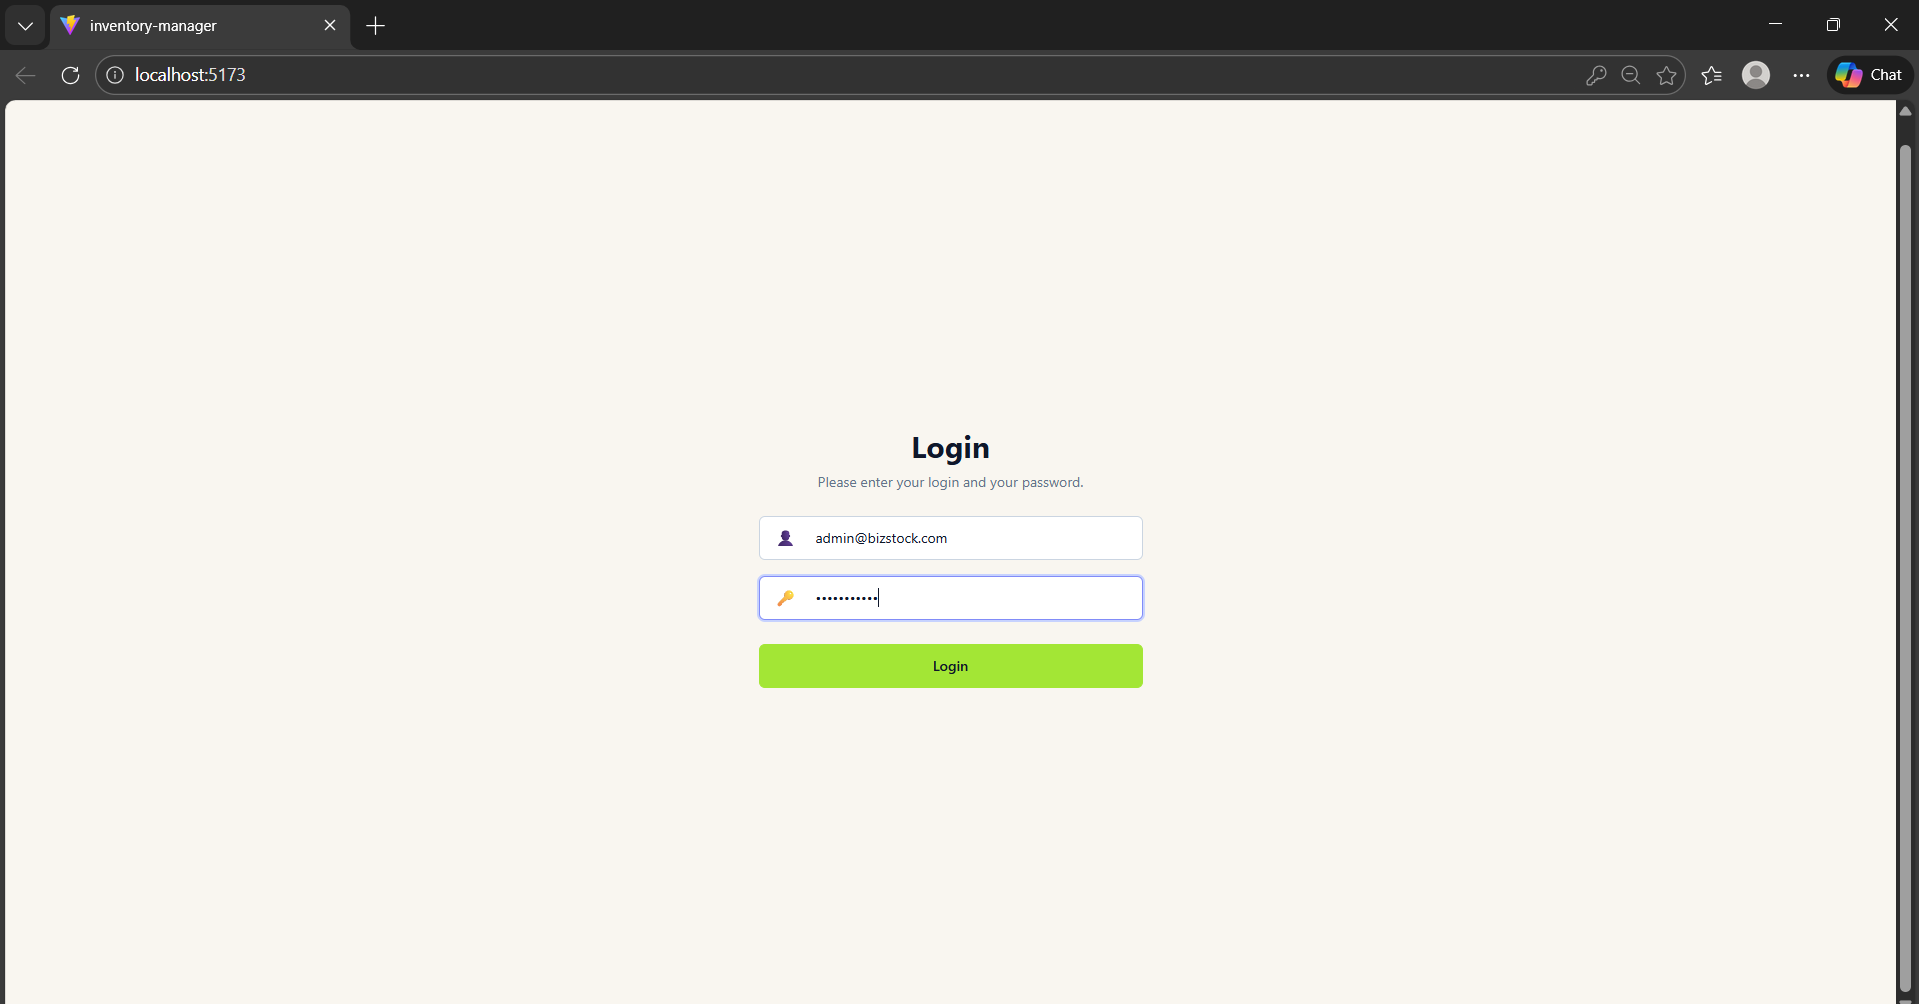 inventory-manager
localhost:5173
Chat
Login
Please enter your login and your password.
admin@bizstock.com
•••••••••••
Login